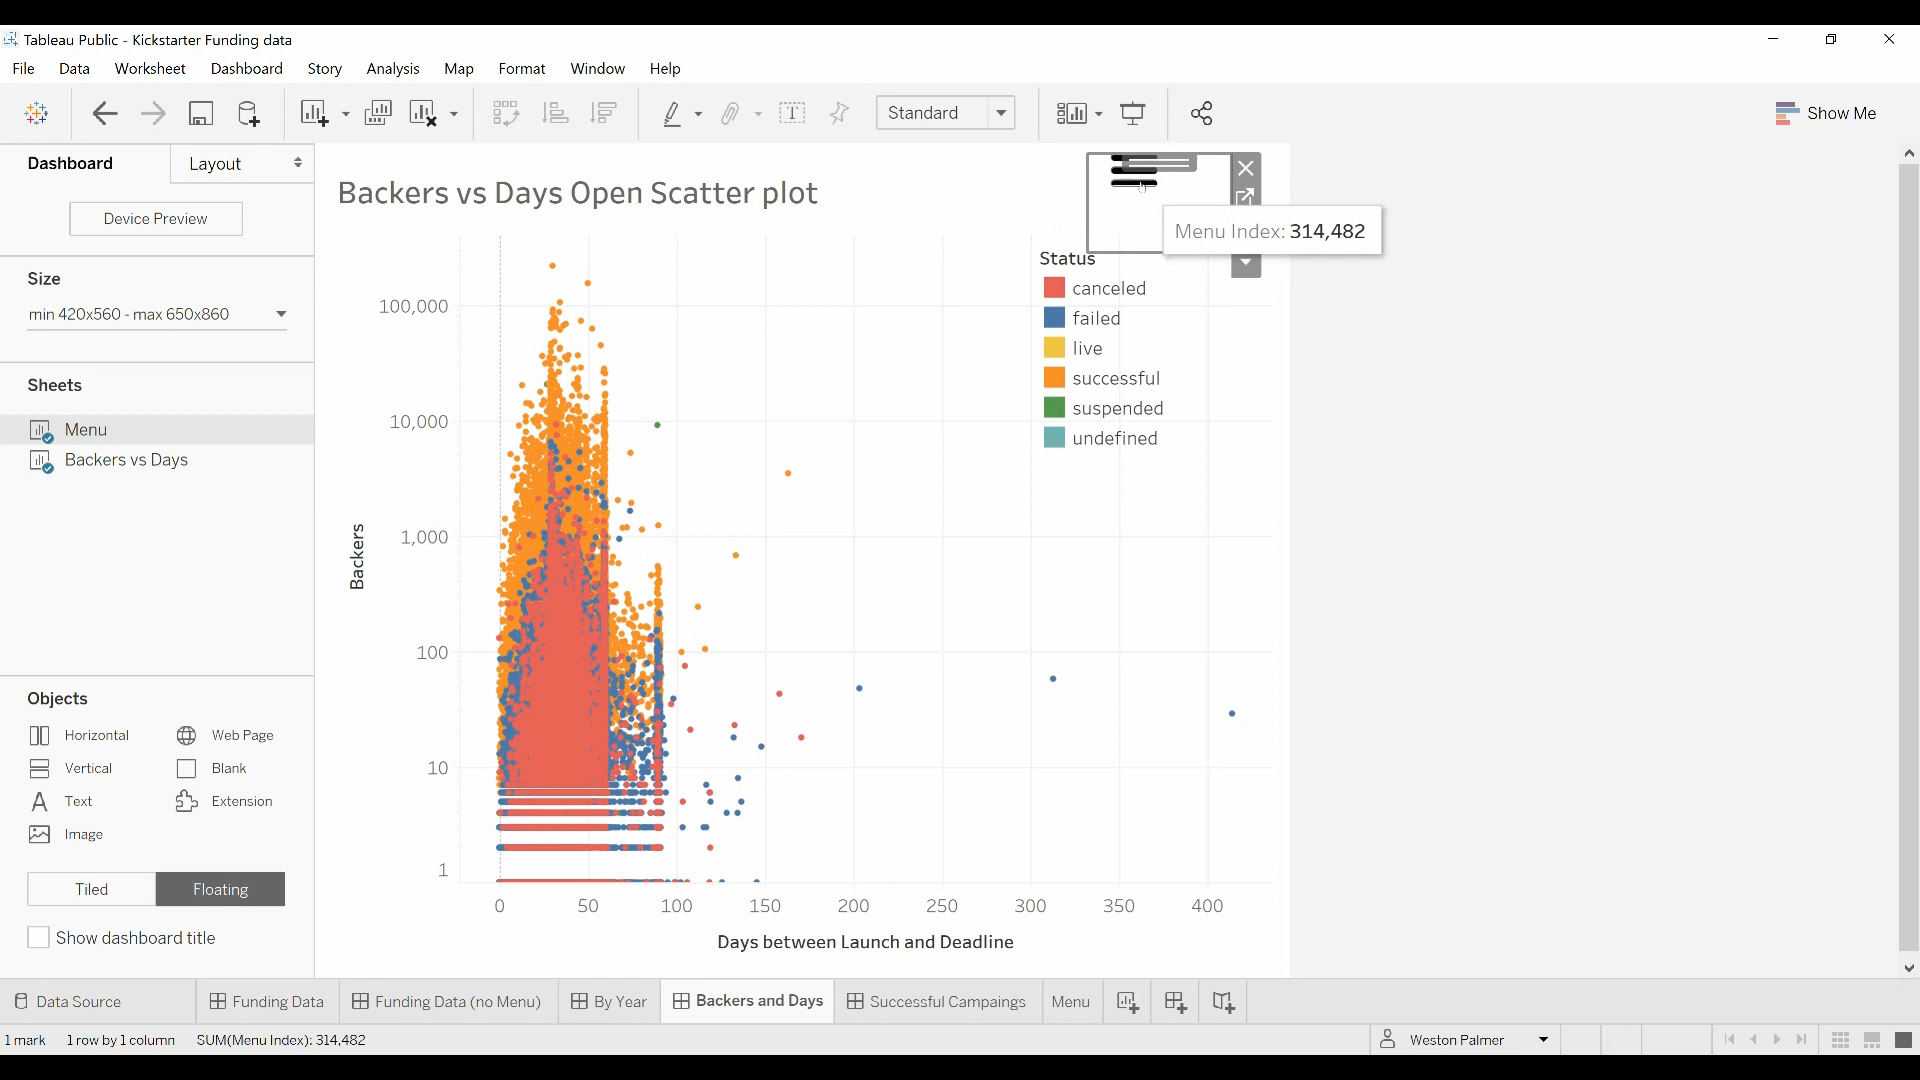 Tableau Public - Kickstarter Funding data
File Data Worksheet Dashboard Story Analysis Map Format Window Help
Standard
Show Me
Dashboard
Layout
Device Preview
Size
min 420x560 - max 650x860
Sheets
Menu
Backers vs Days
Objects
Horizontal
Web Page
Vertical
Blank
Text
Extension
Image
Tiled
Floating
Show dashboard title
Backers vs Days Open Scatter plot
Menu Index: 314,482
Status
canceled
failed
live
successful
suspended
undefined
100,000
10,000
1,000
100
10
1
Backers
0 50 100 150 200 250 300 350 400
Days between Launch and Deadline
Data Source
Funding Data
Funding Data (no Menu)
By Year
Backers and Days
Successful Campaings
Menu
1 mark 1 row by 1 column SUM(Menu Index): 314,482
Weston Palmer